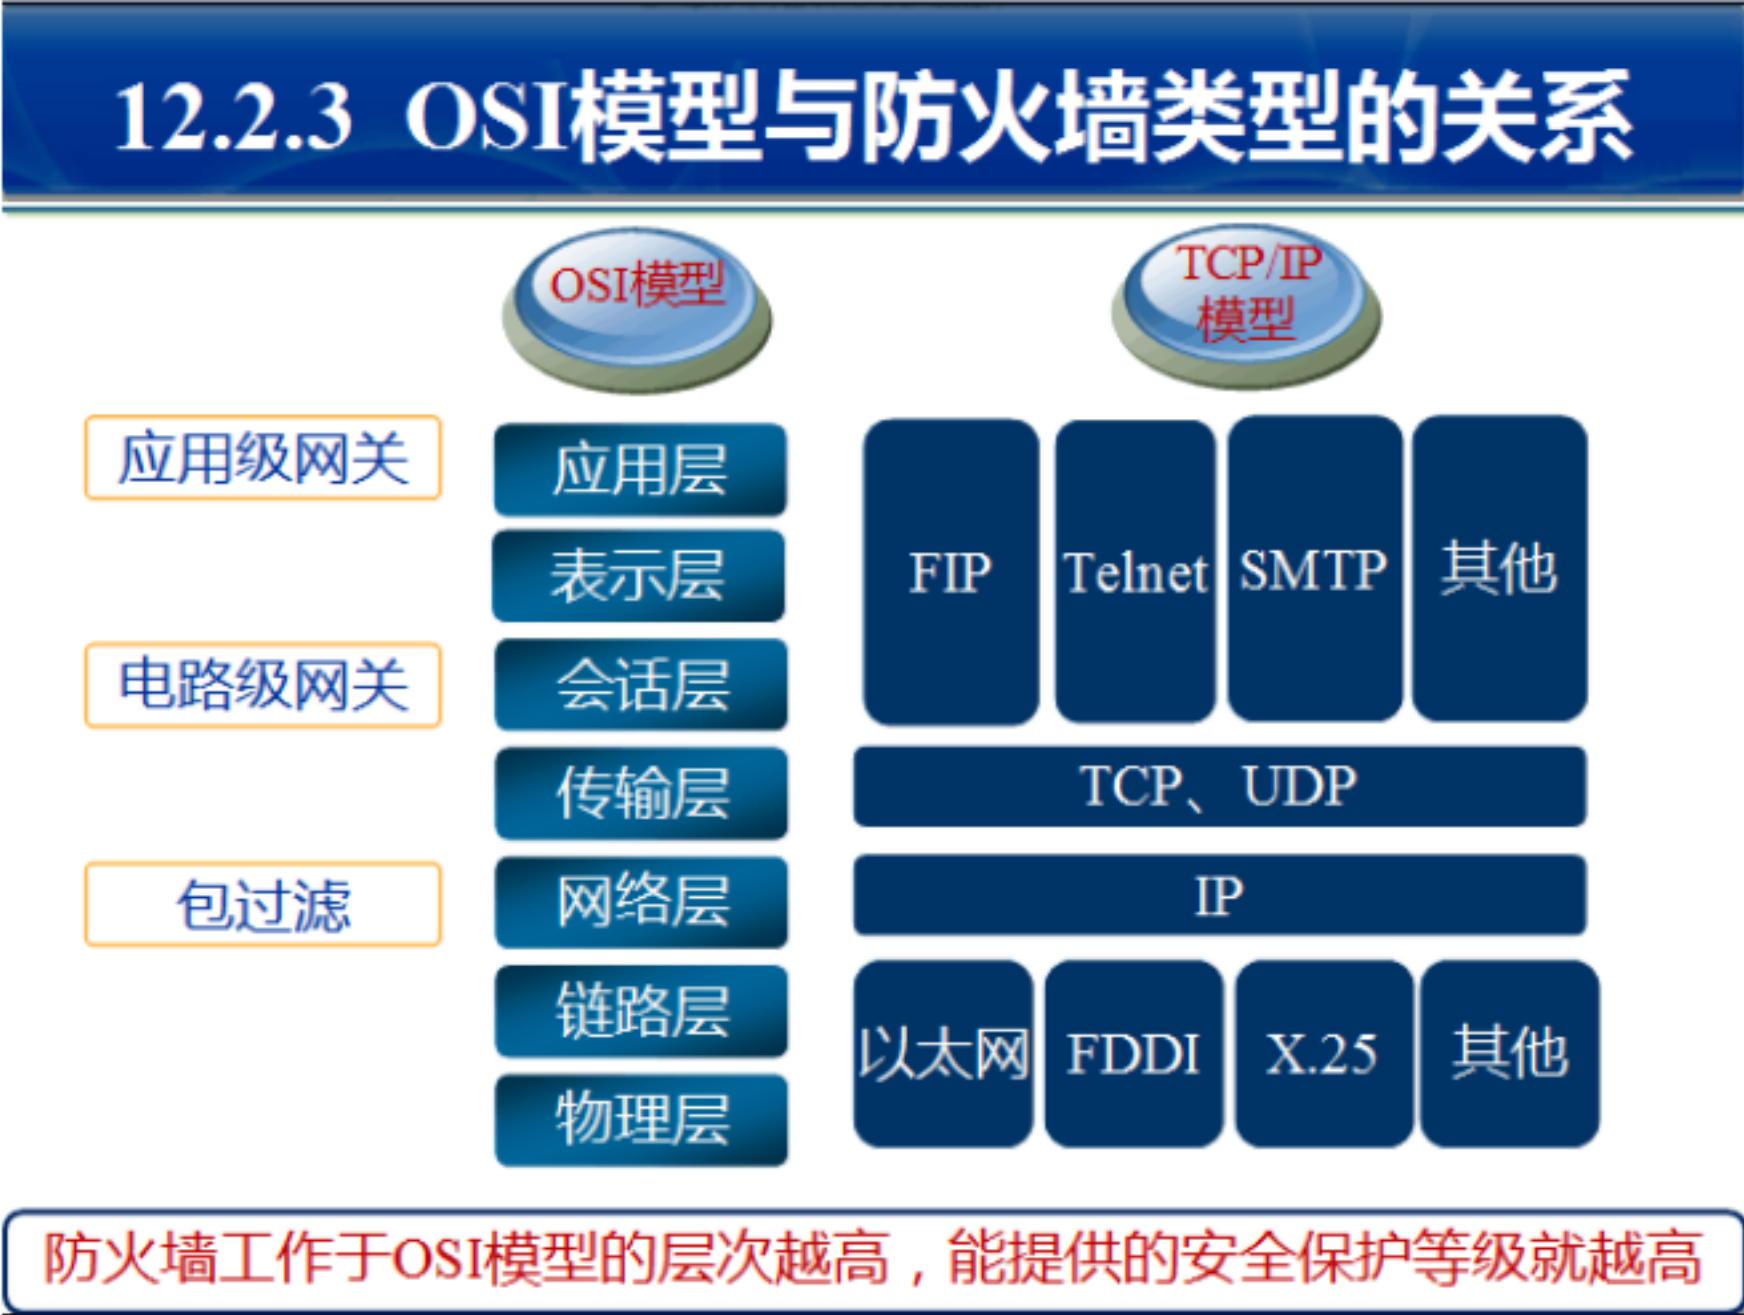 12.2.3 OSI模型与防火墙类型的关系
OSI模型
TCP/IP
模型
应用级网关
应用层
表示层
电路级网关
会话层
传输层
包过滤
网络层
链路层
物理层
FIP
Telnet
SMTP
其他
TCP、UDP
IP
以太网
FDDI
X.25
其他
防火墙工作于OSI模型的层次越高，能提供的安全保护等级就越高